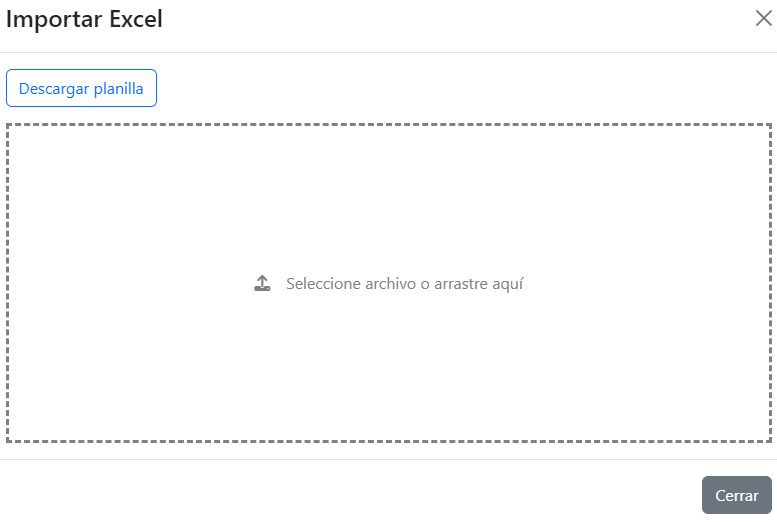 Importar Excel
Descargar planilla
Seleccione archivo o arrastre aquí
Cerrar